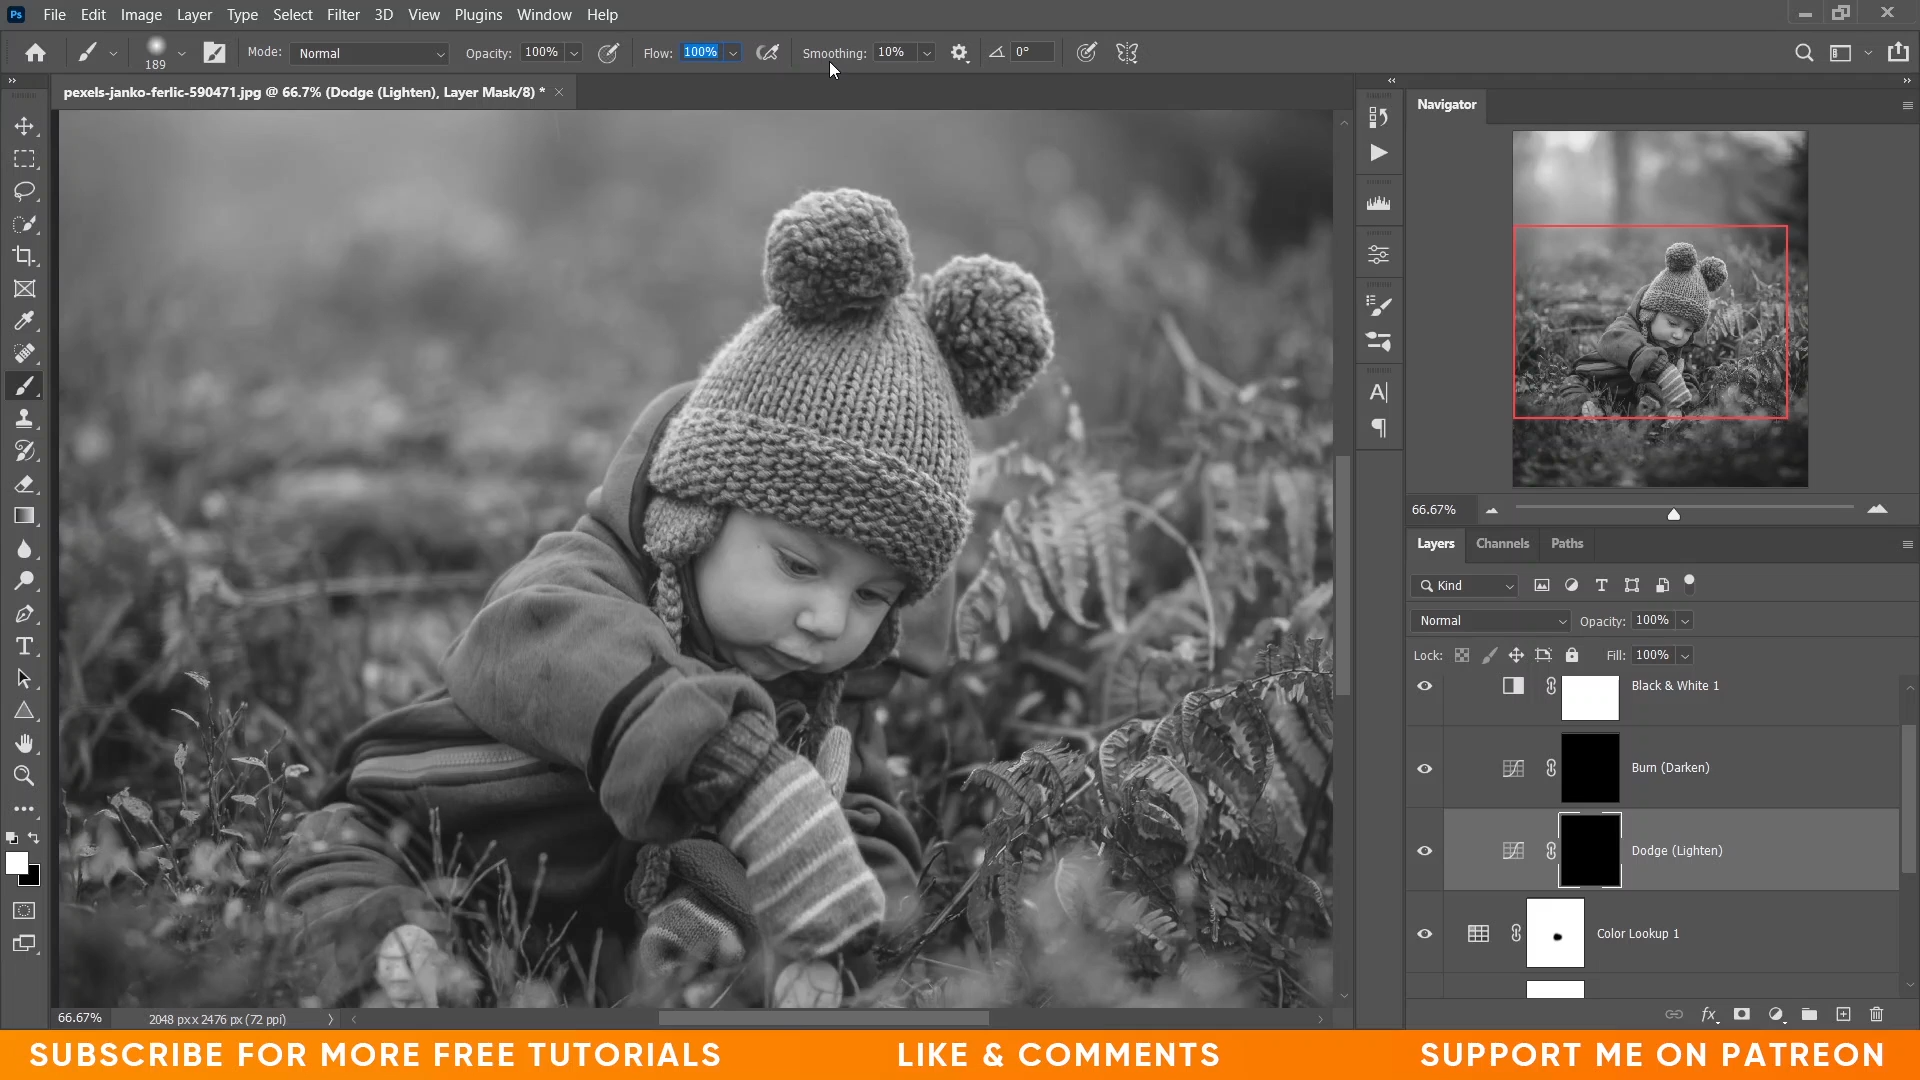 Ps File Edit Image Layer Type Select Filter 3D View Plugins Window Help
189 Mode: Normal Opacity: 100% Flow: 100% Smoothing: 10% 0°
pexels-janko-ferlic-590471.jpg @ 66.7% (Dodge (Lighten), Layer Mask/8) * ×
Navigator
66.67%
Layers Channels Paths
Kind
Normal Opacity: 100%
Lock: Fill: 100%
Black & White 1
Burn (Darken)
Dodge (Lighten)
Color Lookup 1
66.67% 2048 px x 2476 px (72 ppi)
SUBSCRIBE FOR MORE FREE TUTORIALS LIKE & COMMENTS SUPPORT ME ON PATREON